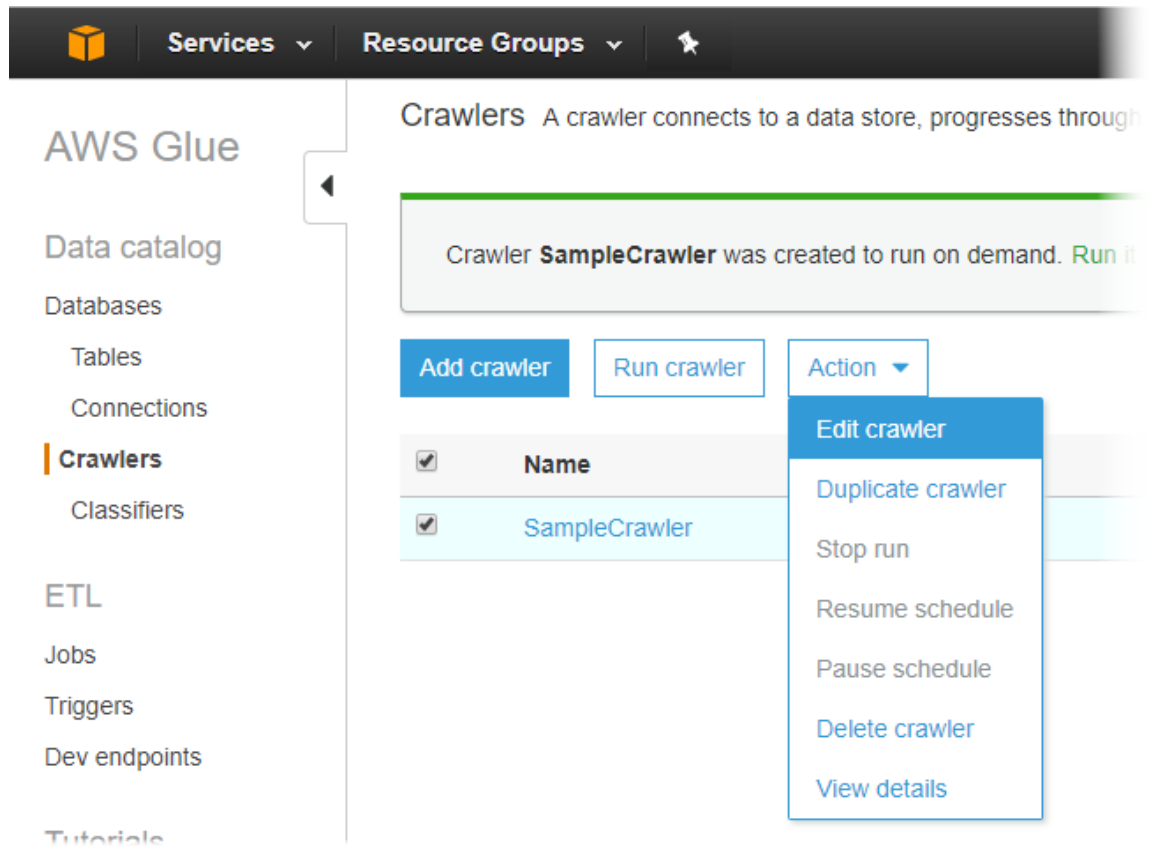 Services Resource Groups
AWS Glue
Data catalog
Databases
Tables
Connections
Crawlers
Classifiers
ETL
Jobs
Triggers
Dev endpoints
Tutorials
Crawlers A crawler connects to a data store, progresses through
Crawler SampleCrawler was created to run on demand. Run it
Add crawler Run crawler Action
Name
SampleCrawler
Edit crawler
Duplicate crawler
Stop run
Resume schedule
Pause schedule
Delete crawler
View details